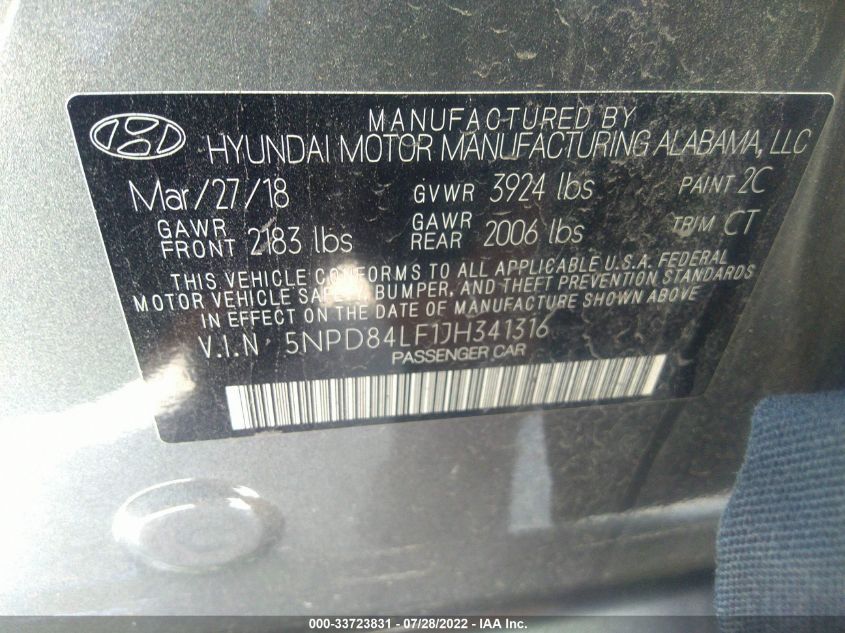 MANUFACTURED BY
HYUNDAI MOTOR MANUFACTURING ALABAMA, LLC
Mar/27/18 GVWR 3924 lbs PAINT 2C
GAWR FRONT 2183 lbs GAWR REAR 2006 lbs TRIM CT
THIS VEHICLE CONFORMS TO ALL APPLICABLE U.S.A. FEDERAL
MOTOR VEHICLE SAFETY, BUMPER, AND THEFT PREVENTION STANDARDS
IN EFFECT ON THE DATE OF MANUFACTURE SHOWN ABOVE
V.I.N 5NPD84LF1JH341316
PASSENGER CAR
000-33723831 - 07/28/2022 - IAA Inc.